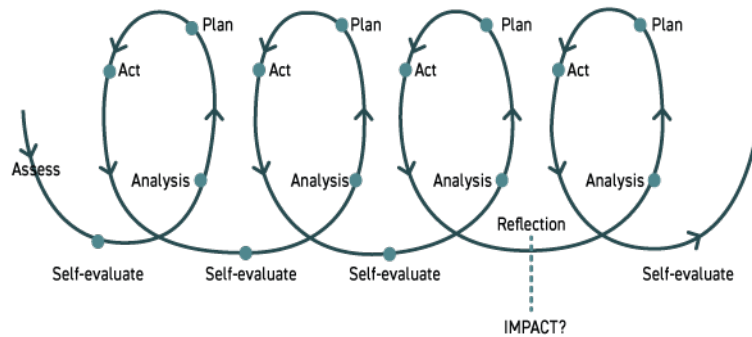 Plan
Plan
Plan
Plan
Act
Act
Act
Act
Assess
Analysis
Analysis
Analysis
Analysis
Reflection
Self-evaluate
Self-evaluate
Self-evaluate
Self-evaluate
IMPACT?